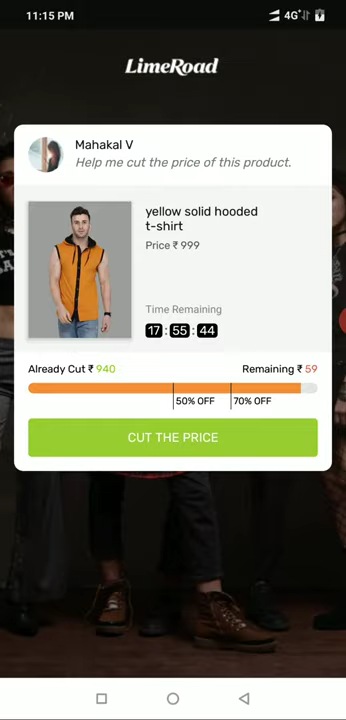 11:15 PM
4G+
LimeRoad
Mahakal V
Help me cut the price of this product.
yellow solid hooded
t-shirt
Price ₹ 999
Time Remaining
17 : 55 : 44
Already Cut ₹ 940
Remaining ₹ 59
50% OFF
70% OFF
CUT THE PRICE